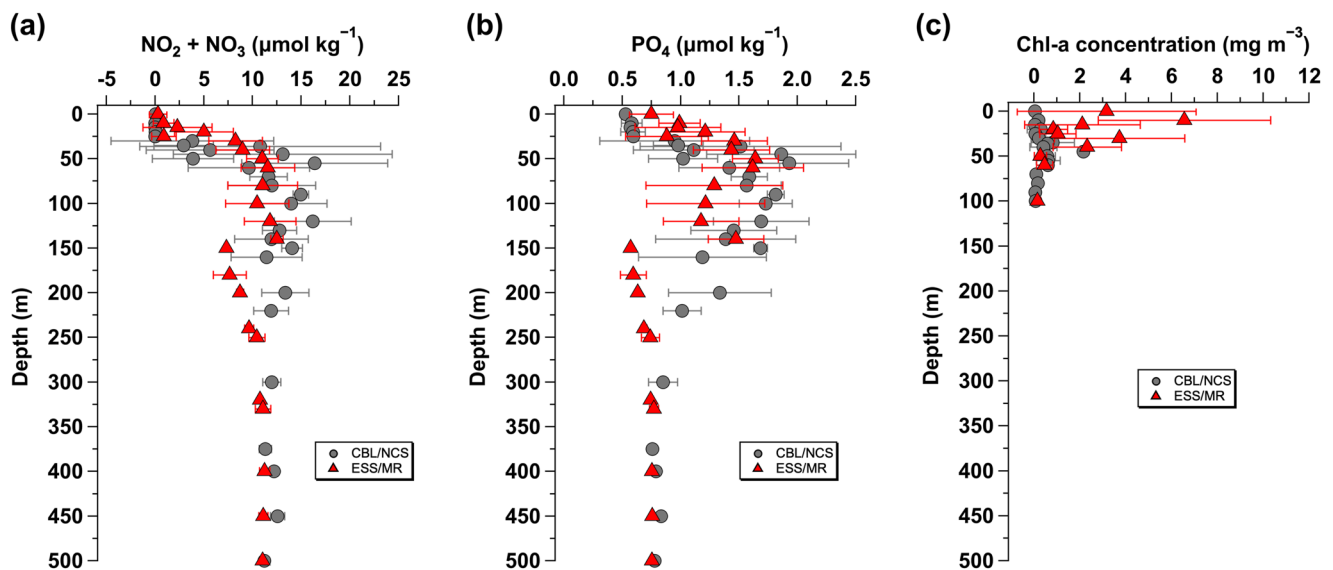 (a)
NO₂ + NO₃ (μmol kg⁻¹)
-5 0 5 10 15 20 25
0
50
100
150
200
250
300
350
400
450
500
Depth (m)
CBL/NCS
ESS/MR
(b)
PO₄ (μmol kg⁻¹)
0.0 0.5 1.0 1.5 2.0 2.5
0
50
100
150
200
250
300
350
400
450
500
Depth (m)
CBL/NCS
ESS/MR
(c)
Chl-a concentration (mg m⁻³)
0 2 4 6 8 10 12
0
50
100
150
200
250
300
350
400
450
500
Depth (m)
CBL/NCS
ESS/MR